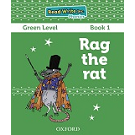 Read Write Inc.
Phonics
Green Level
Book 1
Rag the rat
OXFORD